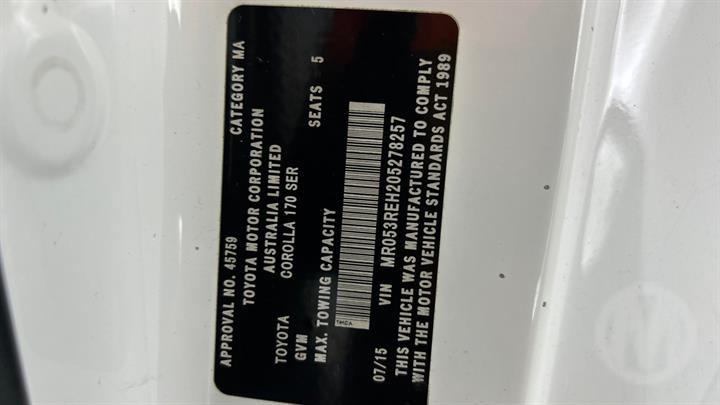 APPROVAL NO. 45759 CATEGORY MA
TOYOTA MOTOR CORPORATION
AUSTRALIA LIMITED
TOYOTA COROLLA 170 SER
GVM SEATS 5
MAX. TOWING CAPACITY
TMCA
07/15 VIN MR053REH205278257
THIS VEHICLE WAS MANUFACTURED TO COMPLY
WITH THE MOTOR VEHICLE STANDARDS ACT 1989